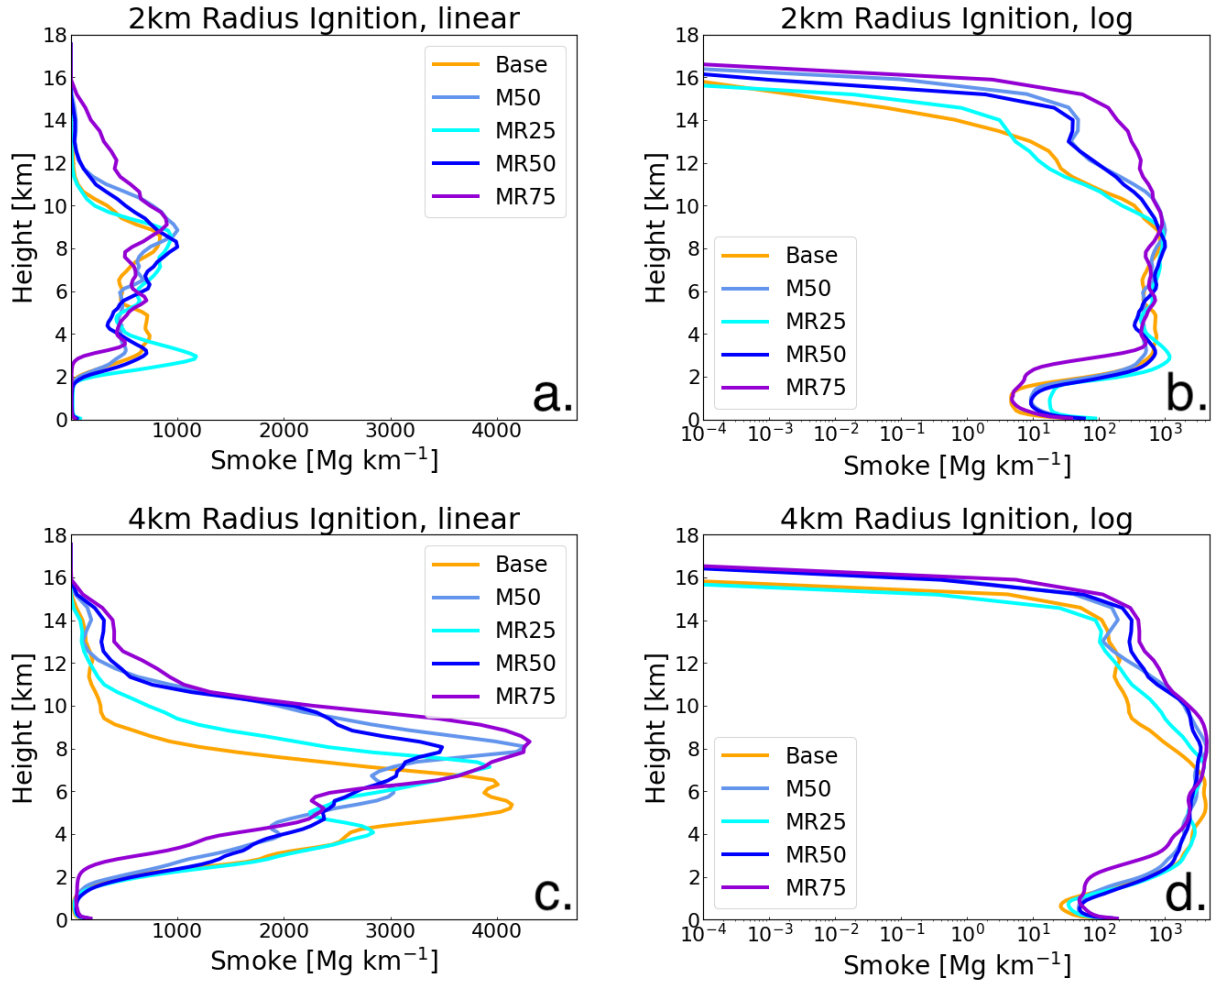 2km Radius Ignition, linear
18
16
14
12
10
8
6
4
2
0
Height [km]
Base
M50
MR25
MR50
MR75
a.
1000 2000 3000 4000
Smoke [Mg km⁻¹]
2km Radius Ignition, log
18
16
14
12
10
8
6
4
2
0
Height [km]
Base
M50
MR25
MR50
MR75
b.
10⁻⁴ 10⁻³ 10⁻² 10⁻¹ 10⁰ 10¹ 10² 10³
Smoke [Mg km⁻¹]
4km Radius Ignition, linear
18
16
14
12
10
8
6
4
2
0
Height [km]
Base
M50
MR25
MR50
MR75
c.
1000 2000 3000 4000
Smoke [Mg km⁻¹]
4km Radius Ignition, log
18
16
14
12
10
8
6
4
2
0
Height [km]
Base
M50
MR25
MR50
MR75
d.
10⁻⁴ 10⁻³ 10⁻² 10⁻¹ 10⁰ 10¹ 10² 10³
Smoke [Mg km⁻¹]